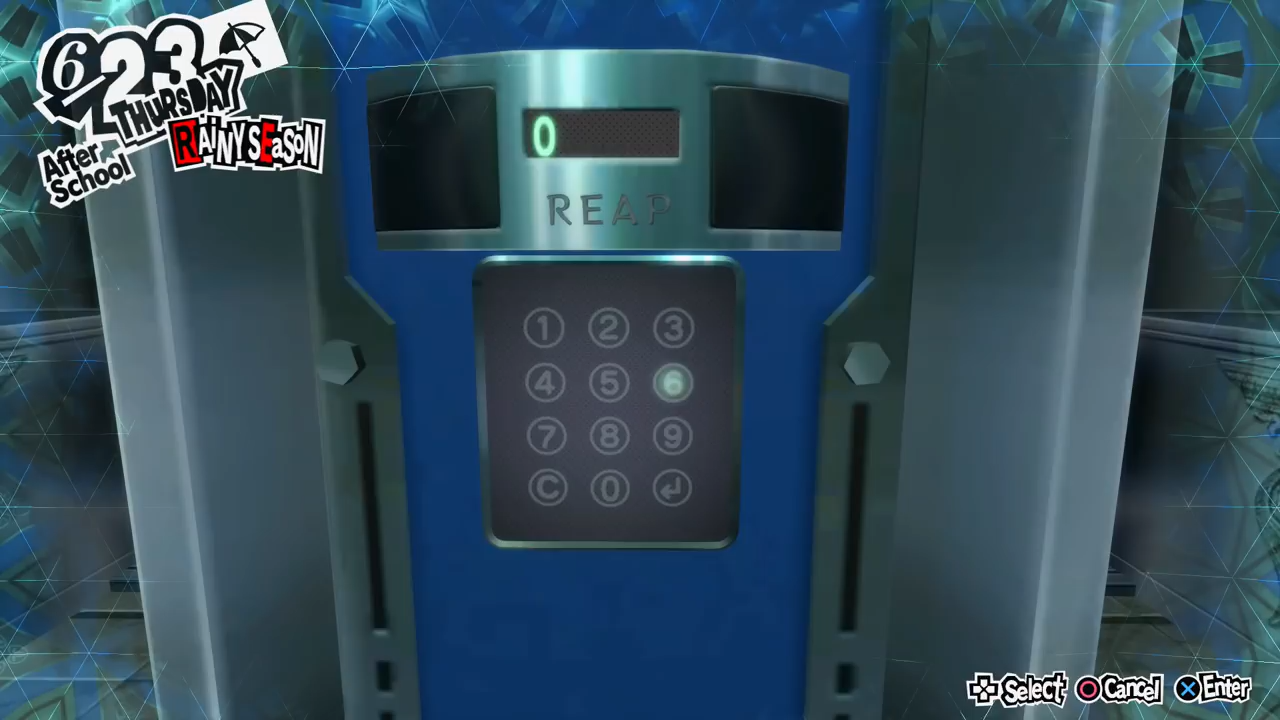 6/23
THURSDAY
After School
RAINY SEASON
0
REAP
1 2 3
4 5 6
7 8 9
C 0 ↵
Select Cancel Enter